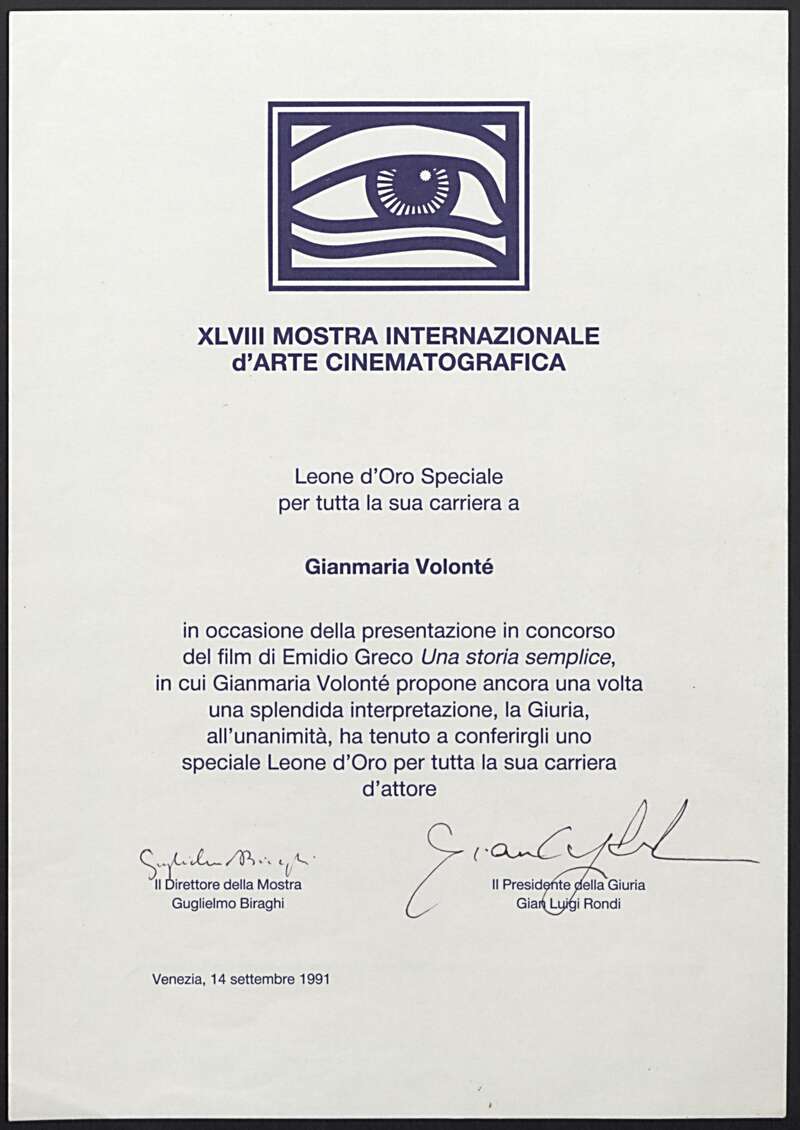 XLVIII MOSTRA INTERNAZIONALE
d'ARTE CINEMATOGRAFICA
Leone d'Oro Speciale
per tutta la sua carriera a
Gianmaria Volonté
in occasione della presentazione in concorso
del film di Emidio Greco Una storia semplice,
in cui Gianmaria Volonté propone ancora una volta
una splendida interpretazione, la Giuria,
all'unanimità, ha tenuto a conferirgli uno
speciale Leone d'Oro per tutta la sua carriera
d'attore
Guglielmo Biraghi
Il Direttore della Mostra
Guglielmo Biraghi
Il Presidente della Giuria
Gian Luigi Rondi
Venezia, 14 settembre 1991